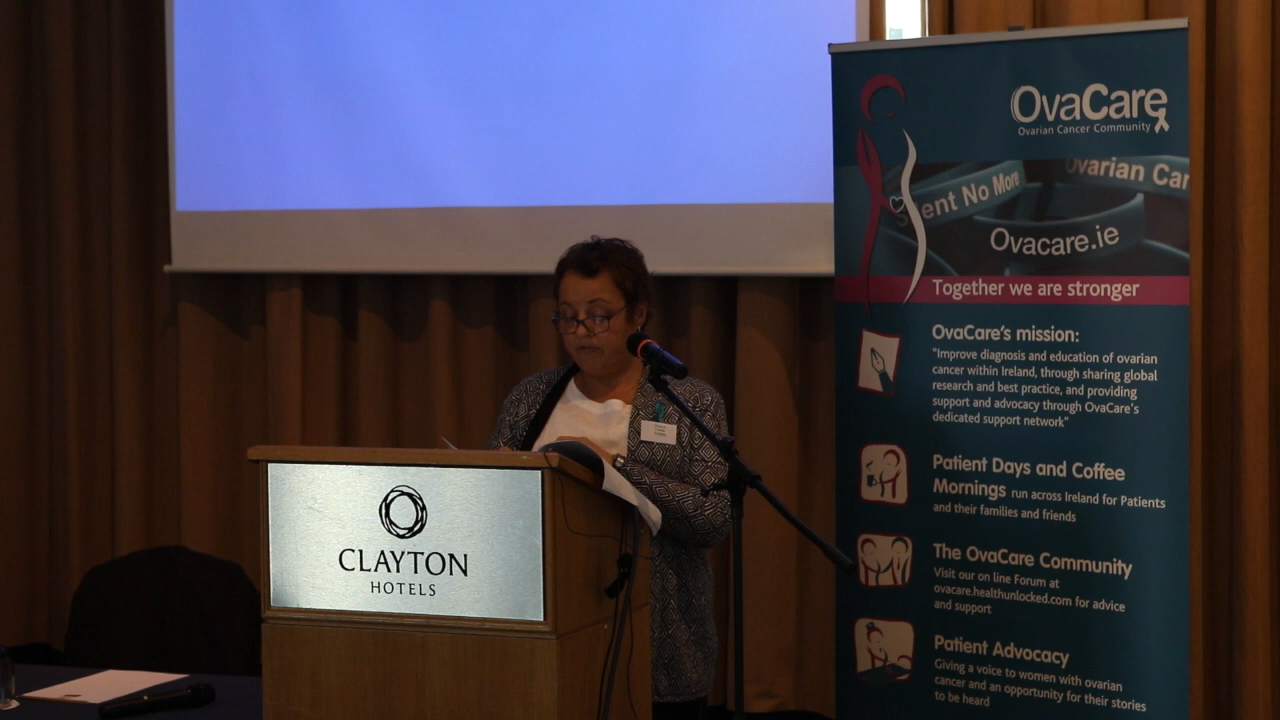 OvaCare
Ovarian Cancer Community
ent No More
Ovarian Can
Ovacare.ie
Together we are stronger
OvaCare's mission:
"Improve diagnosis and education of ovarian
cancer within Ireland, through sharing global
research and best practice, and providing
support and advocacy through OvaCare's
dedicated support network"
Patient Days and Coffee
Mornings run across Ireland for Patients
and their families and friends
The OvaCare Community
Visit our on line Forum at
ovacare.healthunlocked.com for advice
and support
Patient Advocacy
Giving a voice to women with ovarian
cancer and an opportunity for their stories
to be heard
CLAYTON
HOTELS